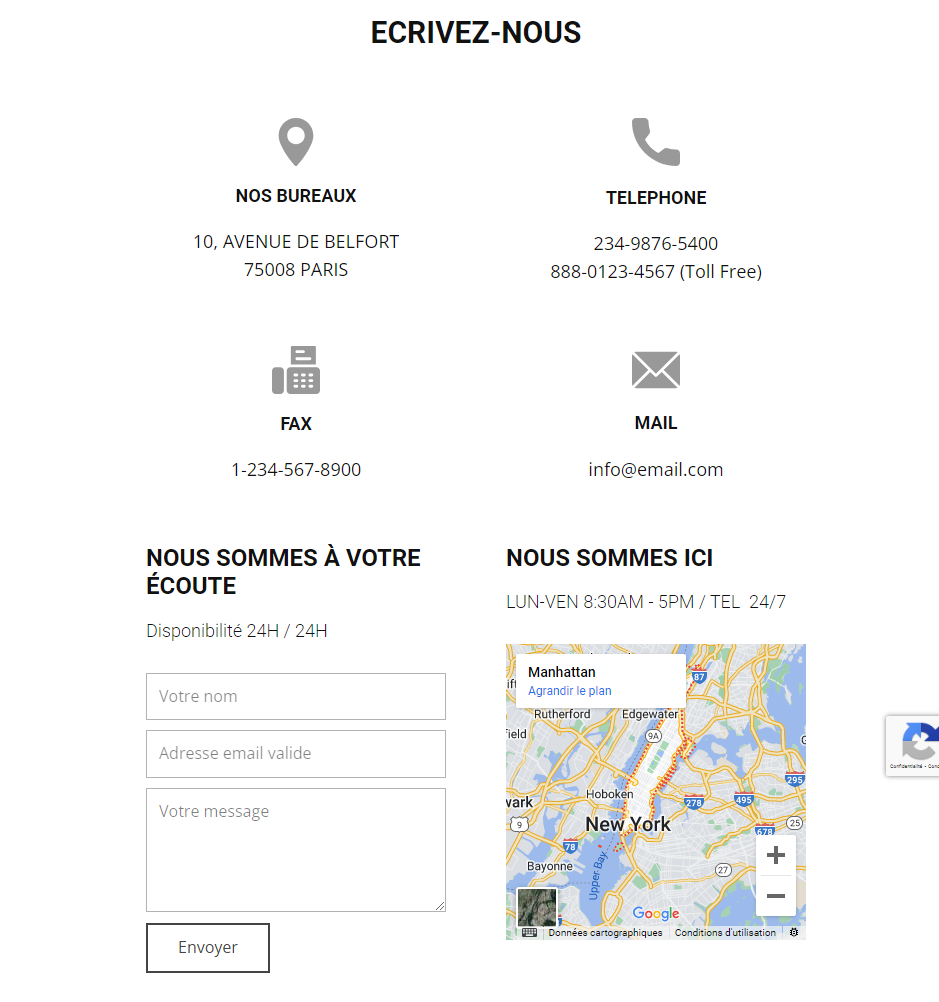 ECRIVEZ-NOUS
NOS BUREAUX
10, AVENUE DE BELFORT
75008 PARIS
TELEPHONE
234-9876-5400
888-0123-4567 (Toll Free)
FAX
1-234-567-8900
MAIL
info@email.com
NOUS SOMMES À VOTRE
ÉCOUTE
Disponibilité 24H / 24H
Votre nom
Adresse email valide
Votre message
Envoyer
NOUS SOMMES ICI
LUN-VEN 8:30AM - 5PM / TEL 24/7
Manhattan
Agrandir le plan
87
Rutherford
Edgewater
field
9A
Hoboken
295
wark
278
495
9
New York
25
678
78
Bayonne
27
Upper Bay
Google
Données cartographiques
Conditions d'utilisation
Confidentialité - Cond